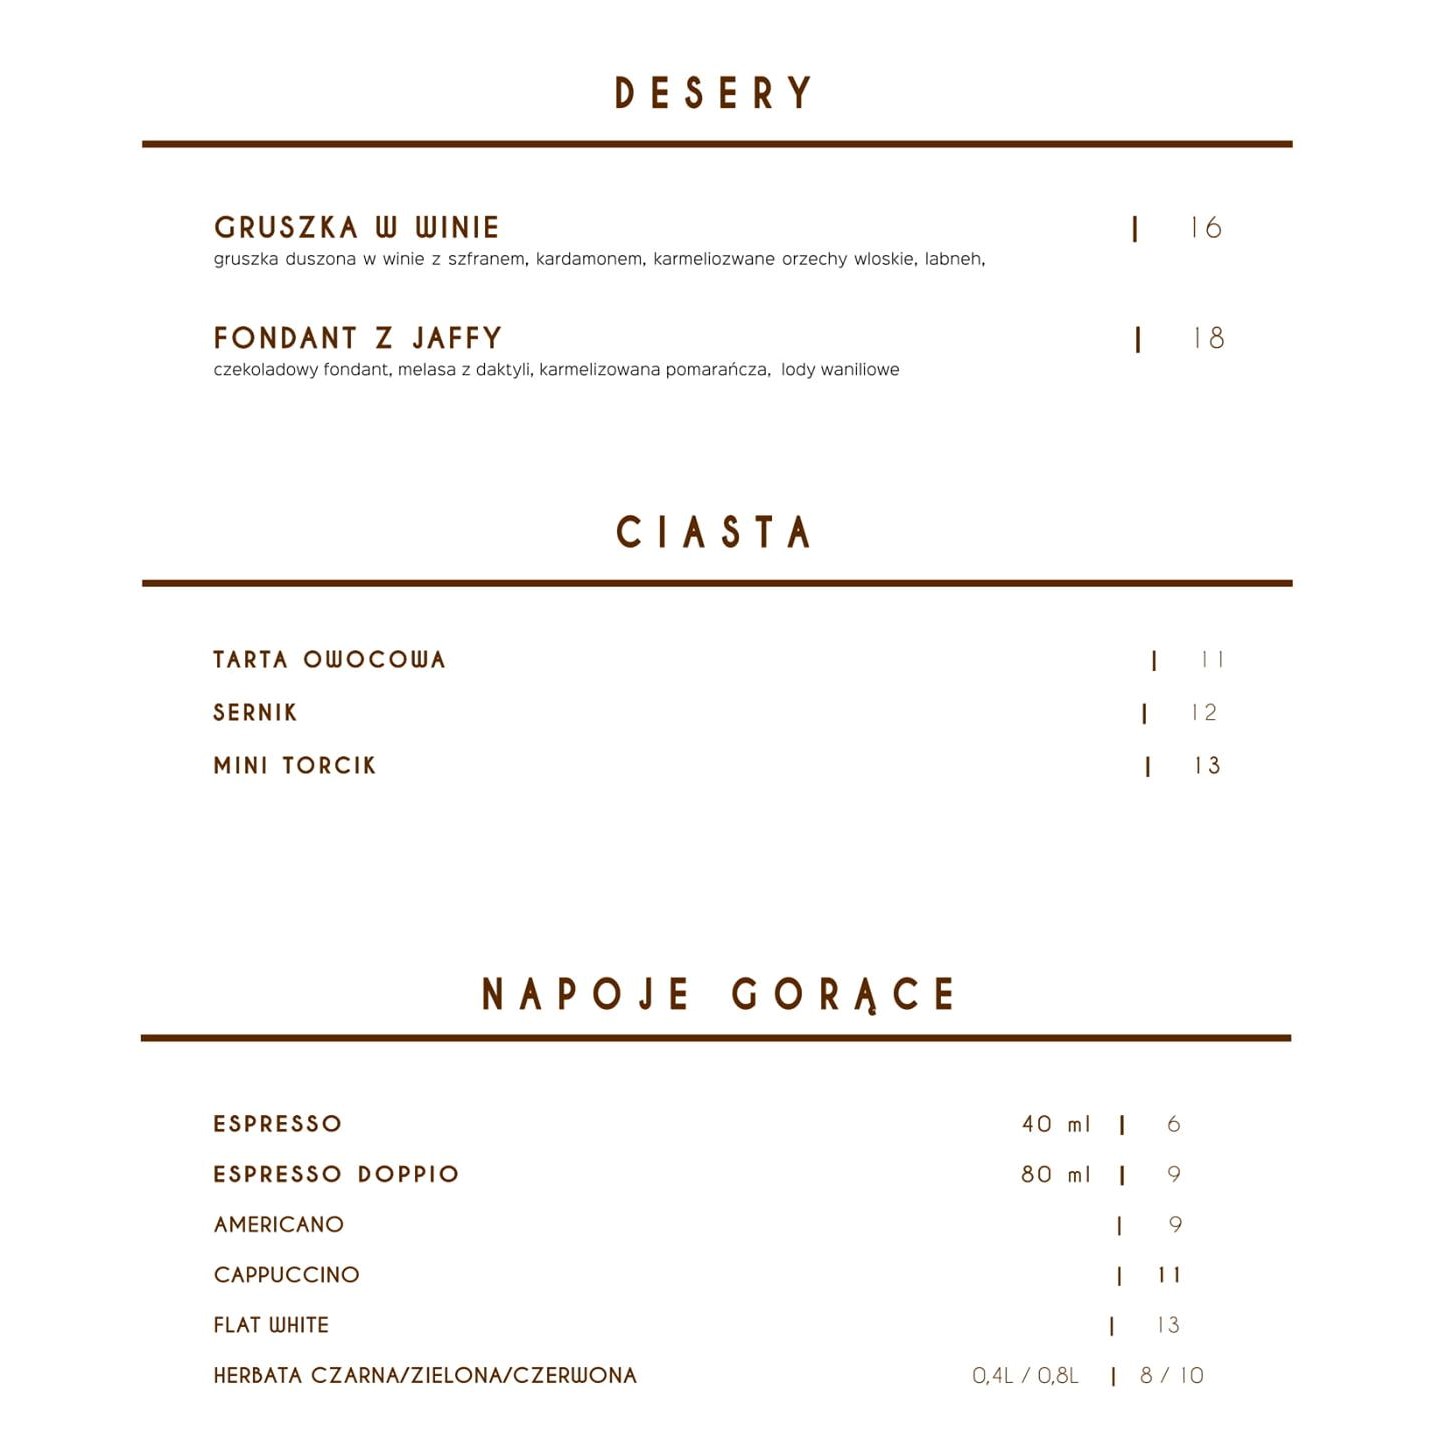 DESERY
GRUSZKA W WINIE | 16
gruszka duszona w winie z szfranem, kardamonem, karmeliozwane orzechy wloskie, labneh,
FONDANT Z JAFFY | 18
czekoladowy fondant, melasa z daktyli, karmelizowana pomarańcza, lody waniliowe
CIASTA
TARTA OWOCOWA | 11
SERNIK | 12
MINI TORCIK | 13
NAPOJE GORĄCE
ESPRESSO 40 ml | 6
ESPRESSO DOPPIO 80 ml | 9
AMERICANO | 9
CAPPUCCINO | 11
FLAT WHITE | 13
HERBATA CZARNA/ZIELONA/CZERWONA 0,4L / 0,8L | 8 / 10